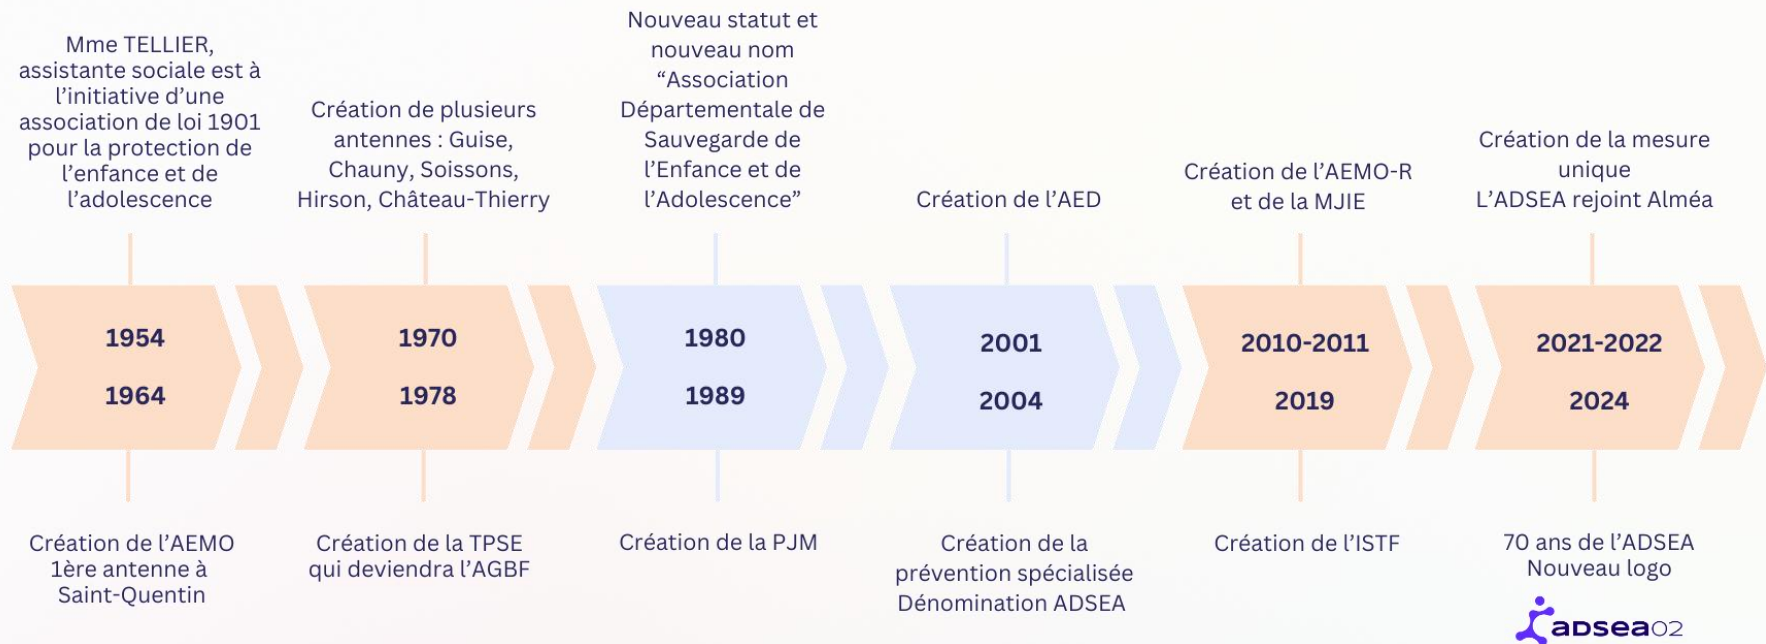 Mme TELLIER,
assistante sociale est à
l’initiative d’une
association de loi 1901
pour la protection de
l’enfance et de
l’adolescence
Création de plusieurs
antennes : Guise,
Chauny, Soissons,
Hirson, Château-Thierry
Nouveau statut et
nouveau nom
“Association
Départementale de
Sauvegarde de
l’Enfance et de
l’Adolescence”
Création de l’AED
Création de l’AEMO-R
et de la MJIE
Création de la mesure
unique
L’ADSEA rejoint Alméa
1954
1964
1970
1978
1980
1989
2001
2004
2010-2011
2019
2021-2022
2024
Création de l’AEMO
1ère antenne à
Saint-Quentin
Création de la TPSE
qui deviendra l’AGBF
Création de la PJM
Création de la
prévention spécialisée
Dénomination ADSEA
Création de l’ISTF
70 ans de l’ADSEA
Nouveau logo
adsea02